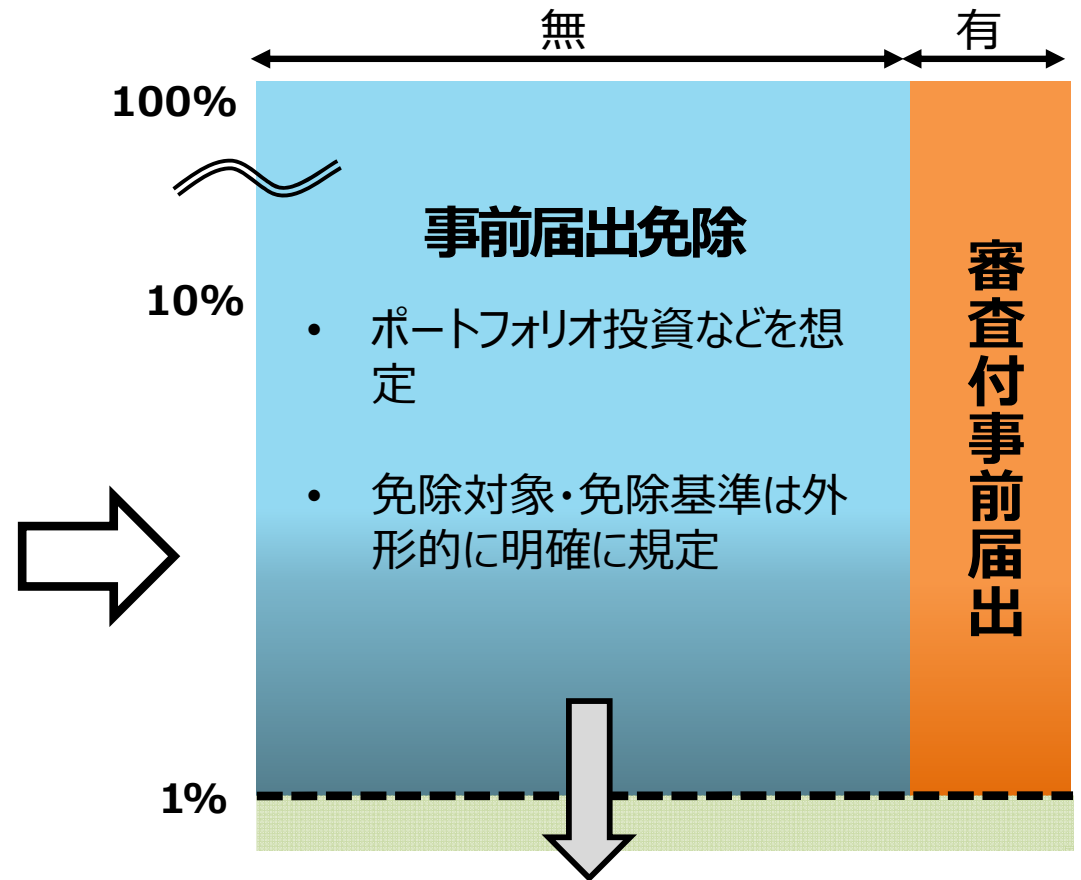 無
有
100%
事前届出免除
10%
• ポートフォリオ投資などを想
定
• 免除対象・免除基準は外
形的に明確に規定
審査付事前届出
1%